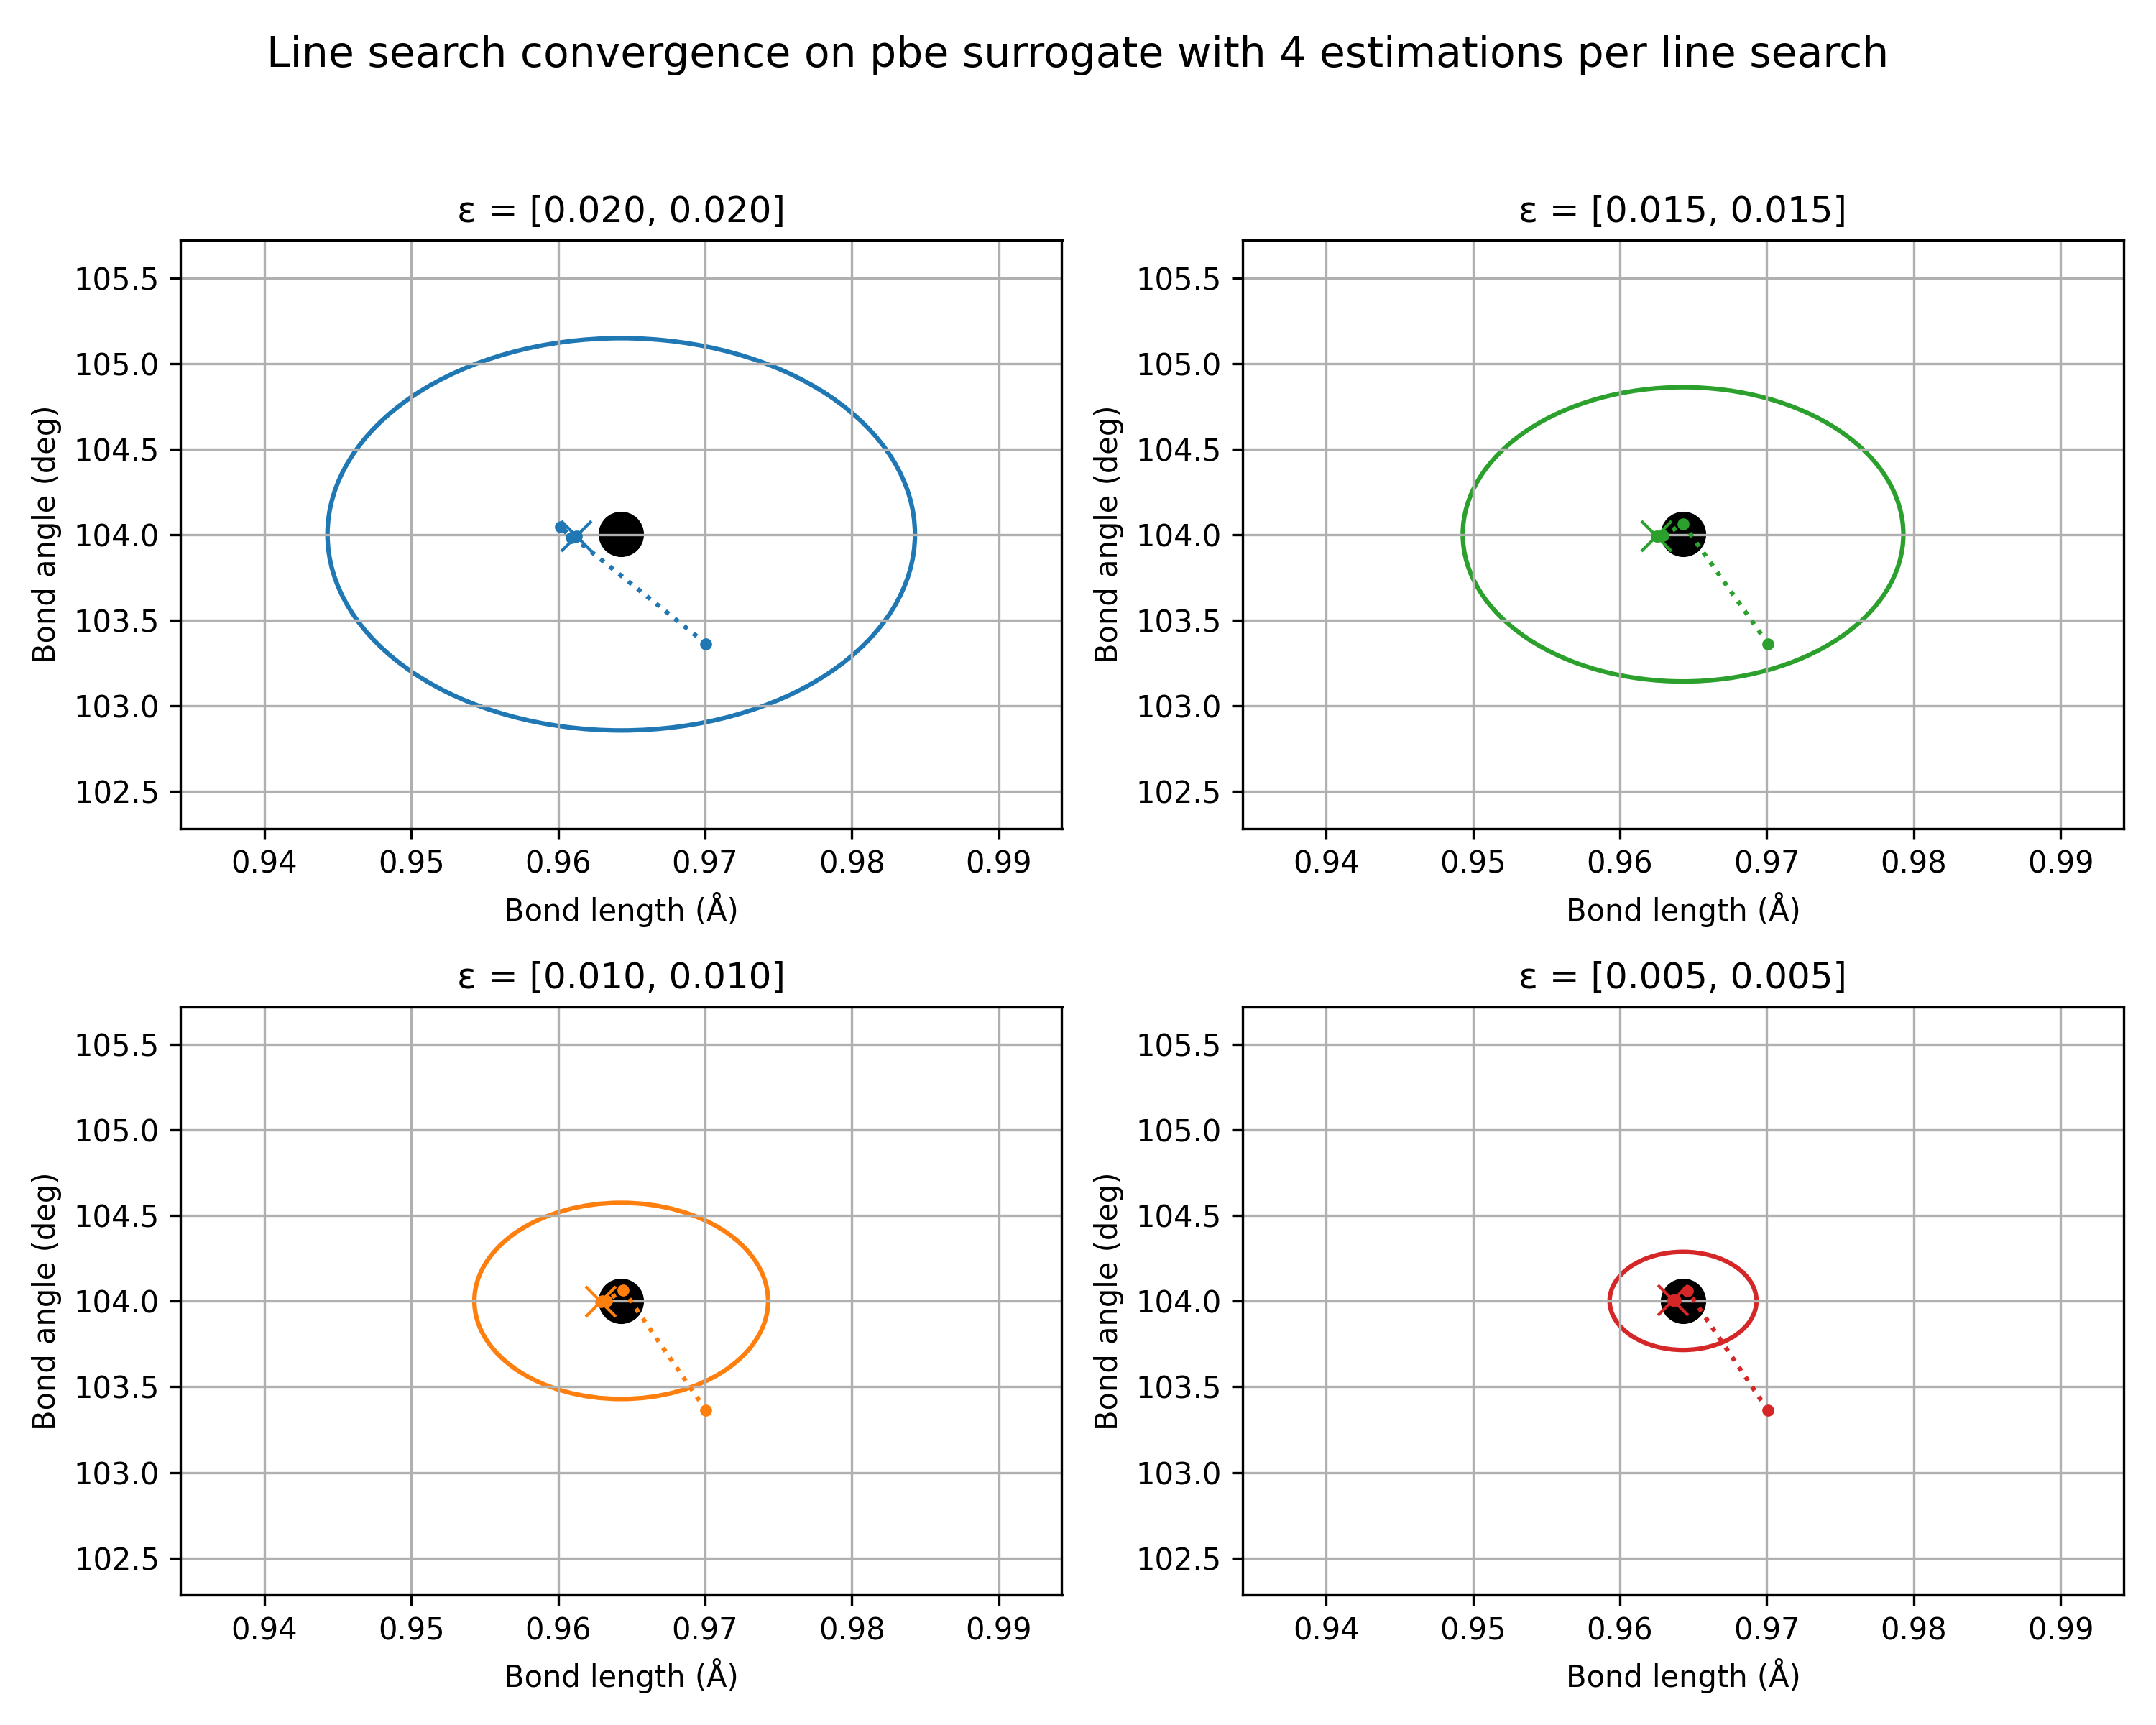 Line search convergence on pbe surrogate with 4 estimations per line search
ε = [0.020, 0.020]
105.5
105.0
104.5
104.0
103.5
103.0
102.5
Bond angle (deg)
0.94 0.95 0.96 0.97 0.98 0.99
Bond length (Å)
ε = [0.015, 0.015]
105.5
105.0
104.5
104.0
103.5
103.0
102.5
Bond angle (deg)
0.94 0.95 0.96 0.97 0.98 0.99
Bond length (Å)
ε = [0.010, 0.010]
105.5
105.0
104.5
104.0
103.5
103.0
102.5
Bond angle (deg)
0.94 0.95 0.96 0.97 0.98 0.99
Bond length (Å)
ε = [0.005, 0.005]
105.5
105.0
104.5
104.0
103.5
103.0
102.5
Bond angle (deg)
0.94 0.95 0.96 0.97 0.98 0.99
Bond length (Å)